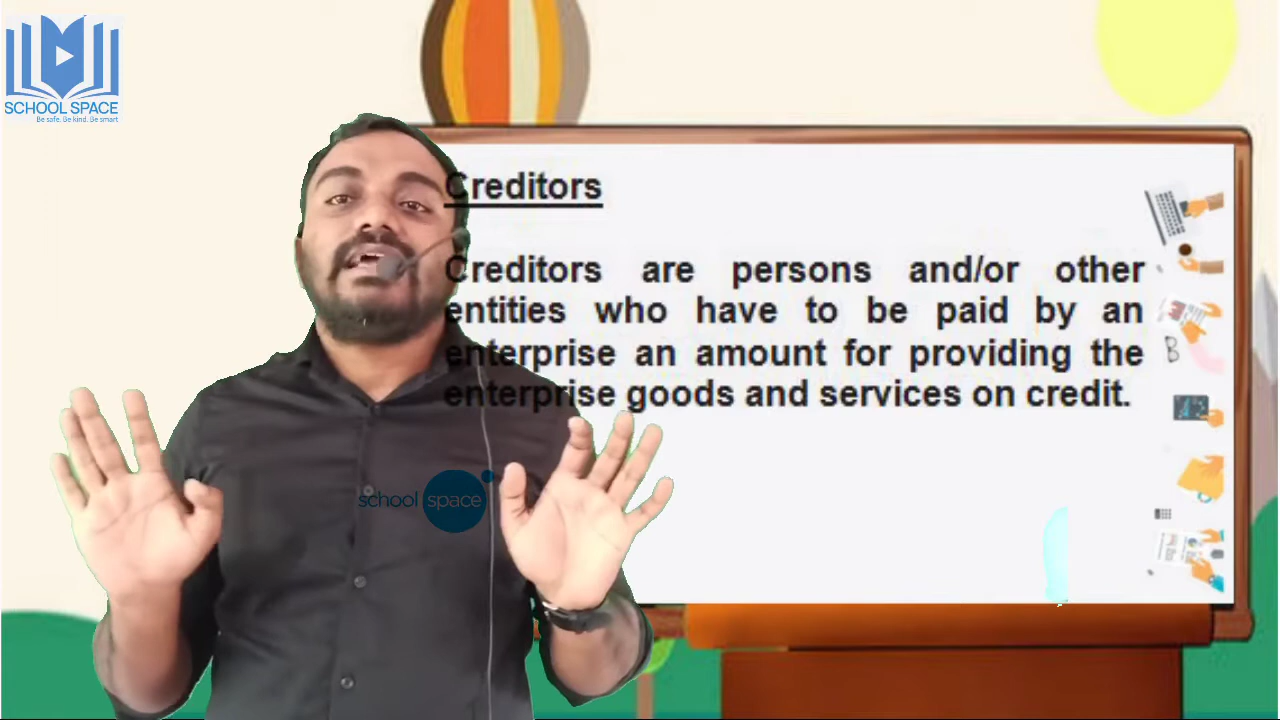 SCHOOL SPACE
Be safe. Be kind. Be smart
Creditors
Creditors are persons and/or other
entities who have to be paid by an
enterprise an amount for providing the
enterprise goods and services on credit.
school space
B